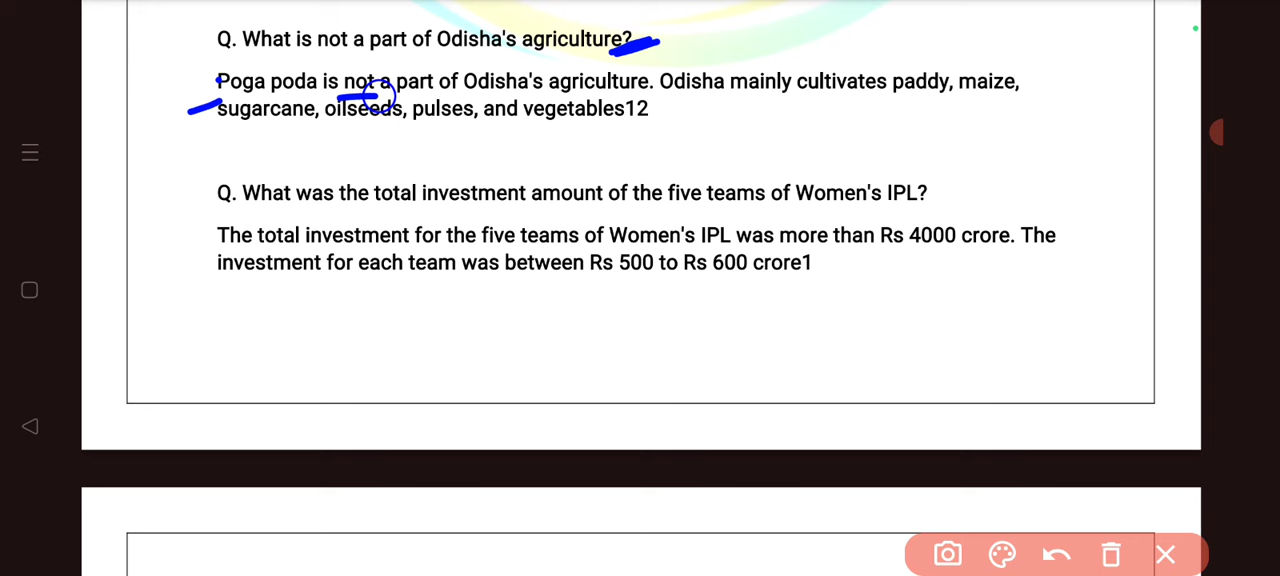 Q. What is not a part of Odisha's agriculture?
Poga poda is not a part of Odisha's agriculture. Odisha mainly cultivates paddy, maize,
sugarcane, oilseeds, pulses, and vegetables12
Q. What was the total investment amount of the five teams of Women's IPL?
The total investment for the five teams of Women's IPL was more than Rs 4000 crore. The
investment for each team was between Rs 500 to Rs 600 crore1